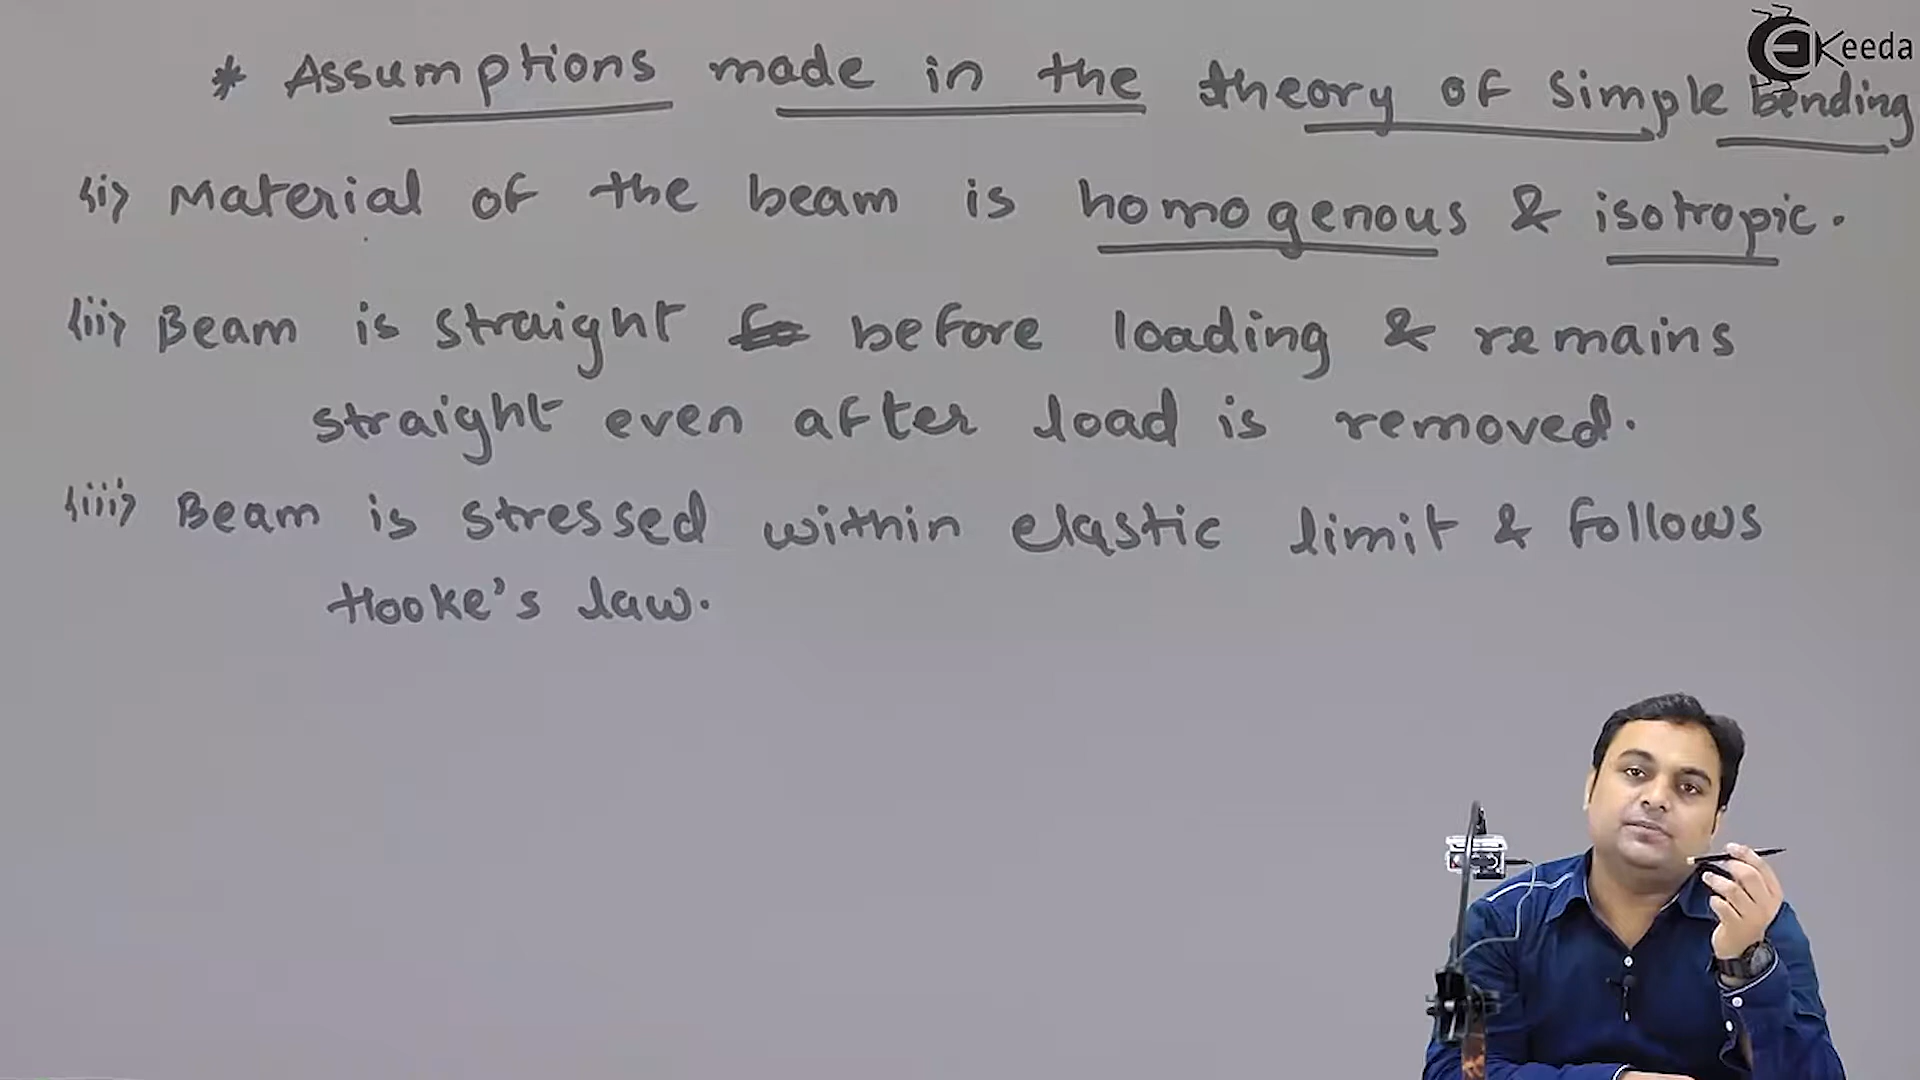 Keeda
* Assumptions made in the theory of Simple bending
(i) Material of the beam is homogenous & isotropic.
(ii) Beam is straight before loading & remains
straight even after load is removed.
(iii) Beam is stressed within elastic limit & follows
Hooke's law.